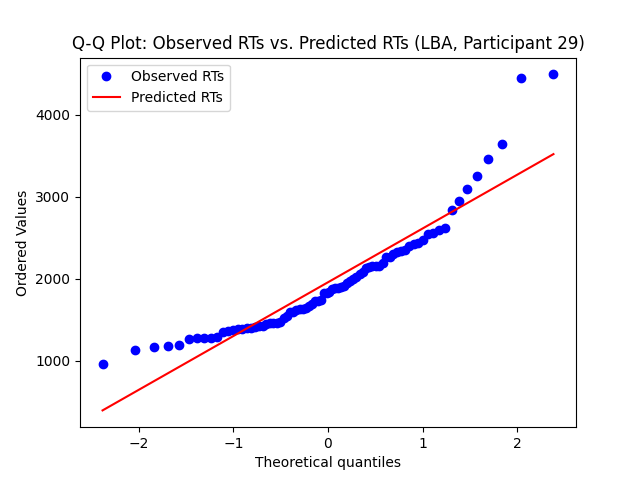 Q-Q Plot: Observed RTs vs. Predicted RTs (LBA, Participant 29)
Observed RTs
Predicted RTs
4000
3000
2000
1000
Ordered Values
−2
−1
0
1
2
Theoretical quantiles